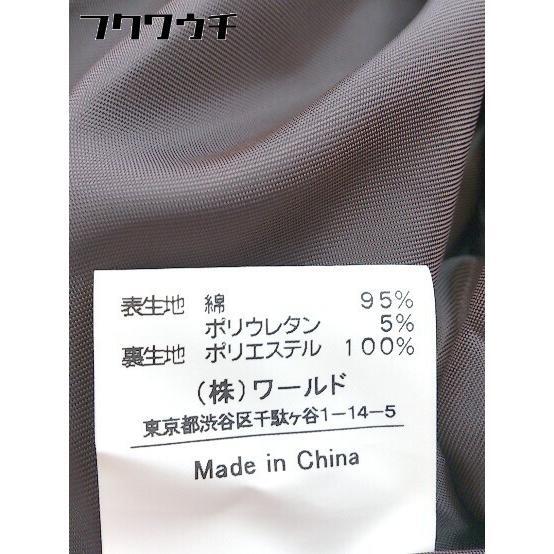 フクワウチ
表生地 綿 95%
ポリウレタン 5%
裏生地 ポリエステル 100%
(株)ワールド
東京都渋谷区千駄ヶ谷1-14-5
Made in China